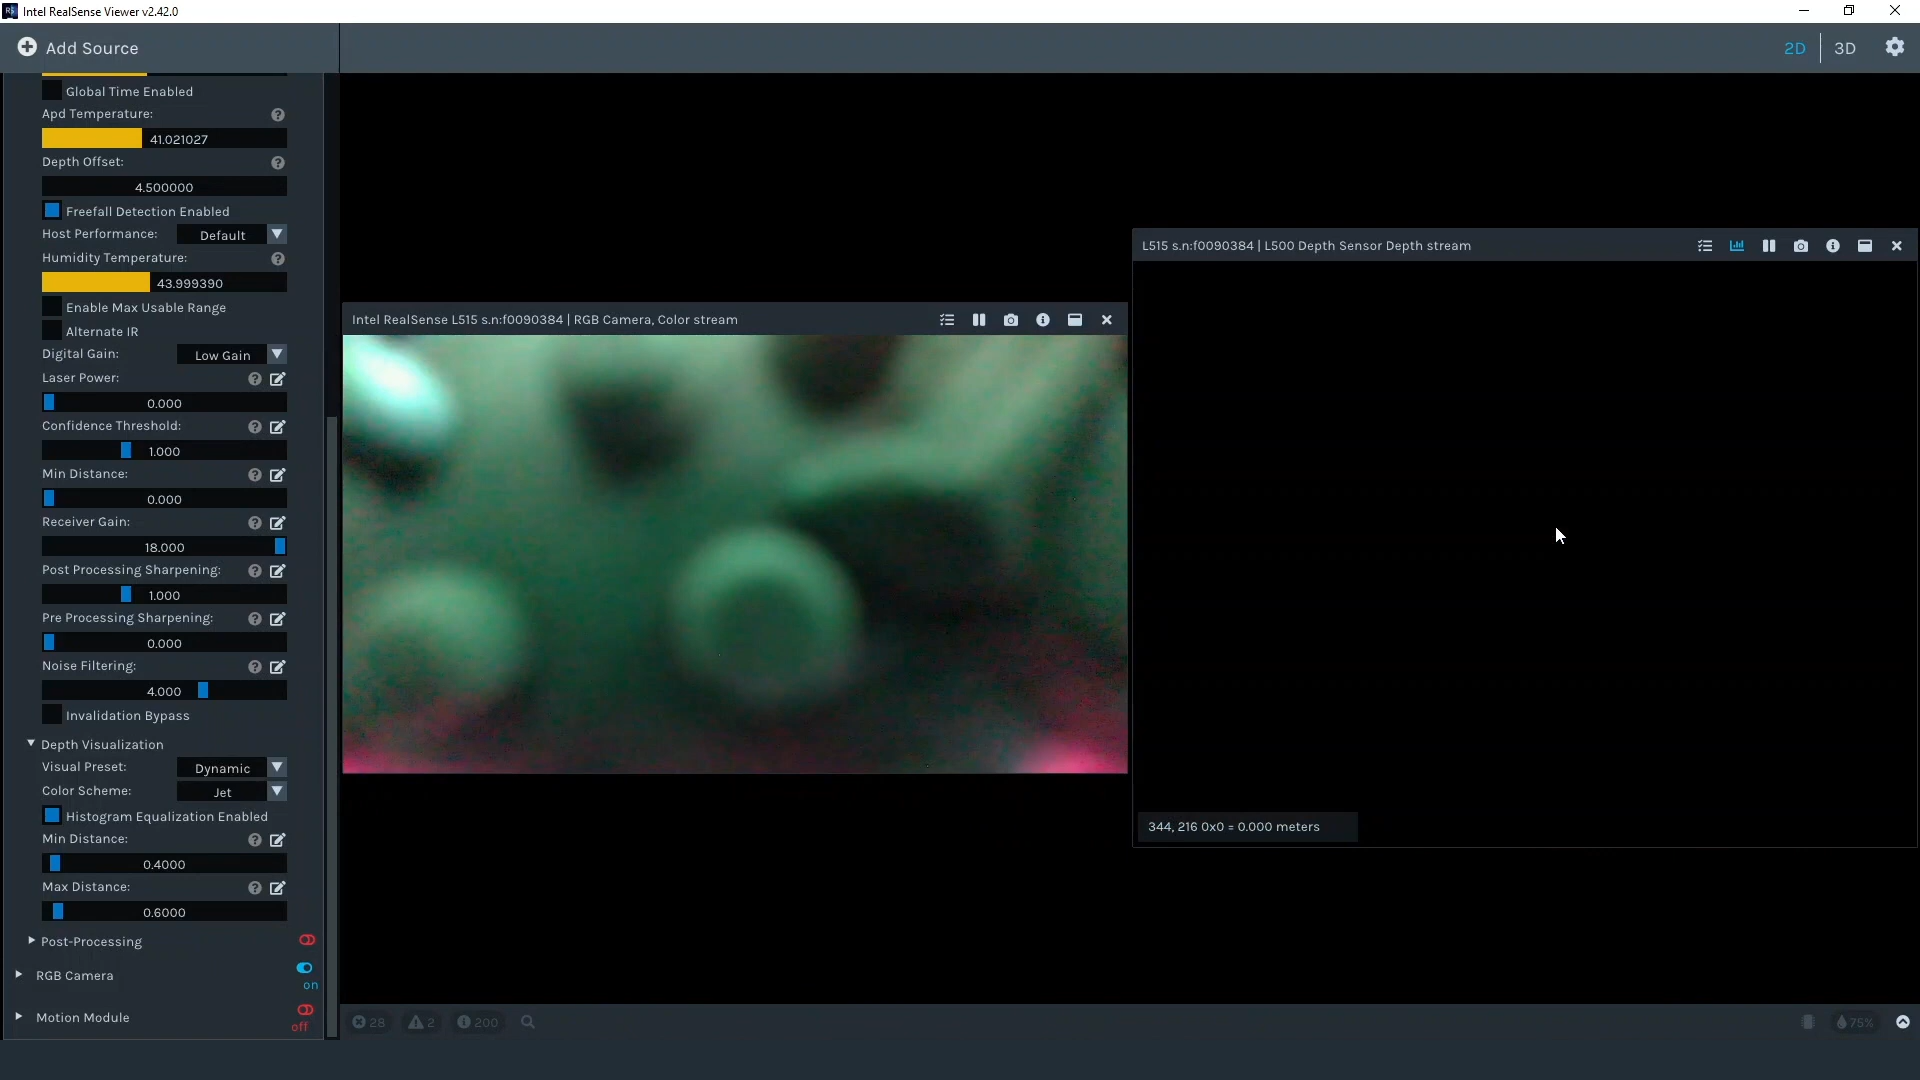 Intel RealSense Viewer v2.42.0
Add Source
2D
3D
Global Time Enabled
Apd Temperature:
41.021027
Depth Offset:
4.500000
Freefall Detection Enabled
Host Performance: Default
Humidity Temperature:
43.999390
Enable Max Usable Range
Alternate IR
Digital Gain: Low Gain
Laser Power:
0.000
Confidence Threshold:
1.000
Min Distance:
0.000
Receiver Gain:
18.000
Post Processing Sharpening:
1.000
Pre Processing Sharpening:
0.000
Noise Filtering:
4.000
Invalidation Bypass
Depth Visualization
Visual Preset: Dynamic
Color Scheme: Jet
Histogram Equalization Enabled
Min Distance:
0.4000
Max Distance:
0.6000
Post-Processing
RGB Camera
on
Motion Module
off
Intel RealSense L515 s.n:f0090384 | RGB Camera, Color stream
L515 s.n:f0090384 | L500 Depth Sensor Depth stream
344, 216 0x0 = 0.000 meters
28
2
200
75%